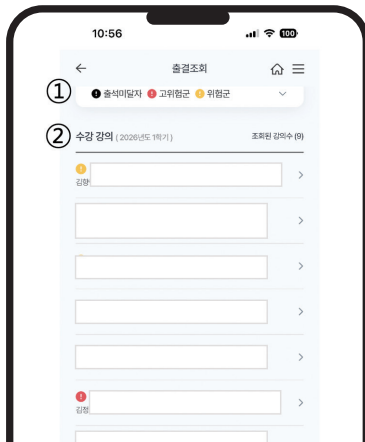 10:56
100
출결조회
①
! 출석미달자 ! 고위험군 ! 위험군
② 수강 강의 ( 2026년도 1학기 ) 조회된 강의수 (9)
!
김향
!
김정